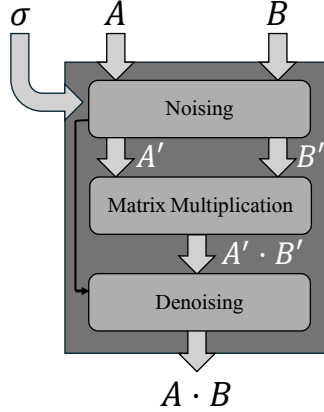 σ A B
Noising
A′ B′
Matrix Multiplication
A′ · B′
Denoising
A · B